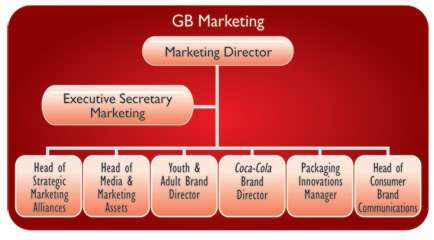 GB Marketing
Marketing Director
Executive Secretary
Marketing
Head of
Strategic
Marketing
Alliances
Head of
Media &
Marketing
Assets
Youth &
Adult Brand
Director
Coca-Cola
Brand
Director
Packaging
Innovations
Manager
Head of
Consumer
Brand
Communications